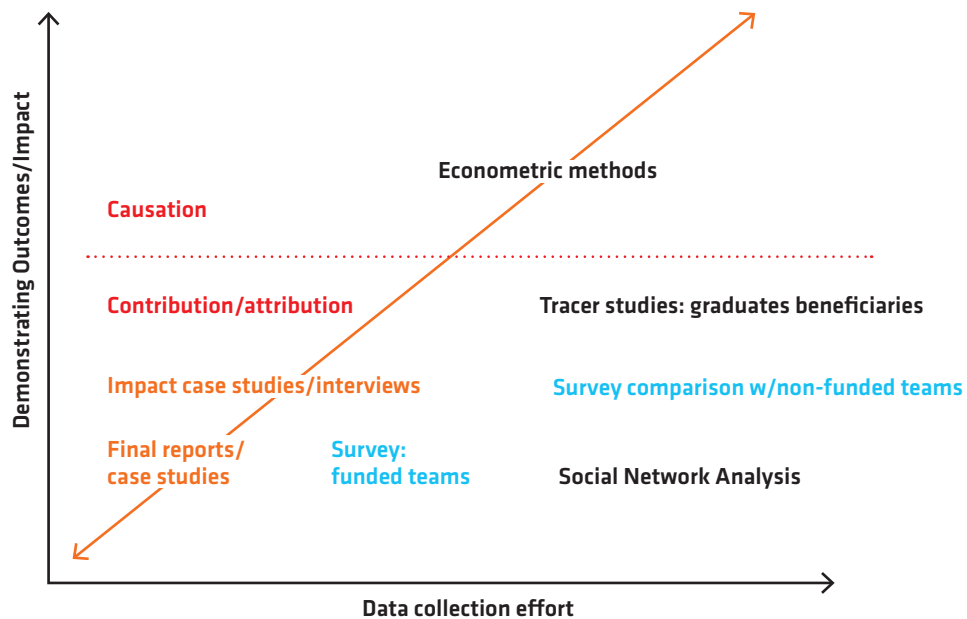 Demonstrating Outcomes/Impact
Econometric methods
Causation
Contribution/attribution
Tracer studies: graduates beneficiaries
Impact case studies/interviews
Survey comparison w/non-funded teams
Final reports/
case studies
Survey:
funded teams
Social Network Analysis
Data collection effort